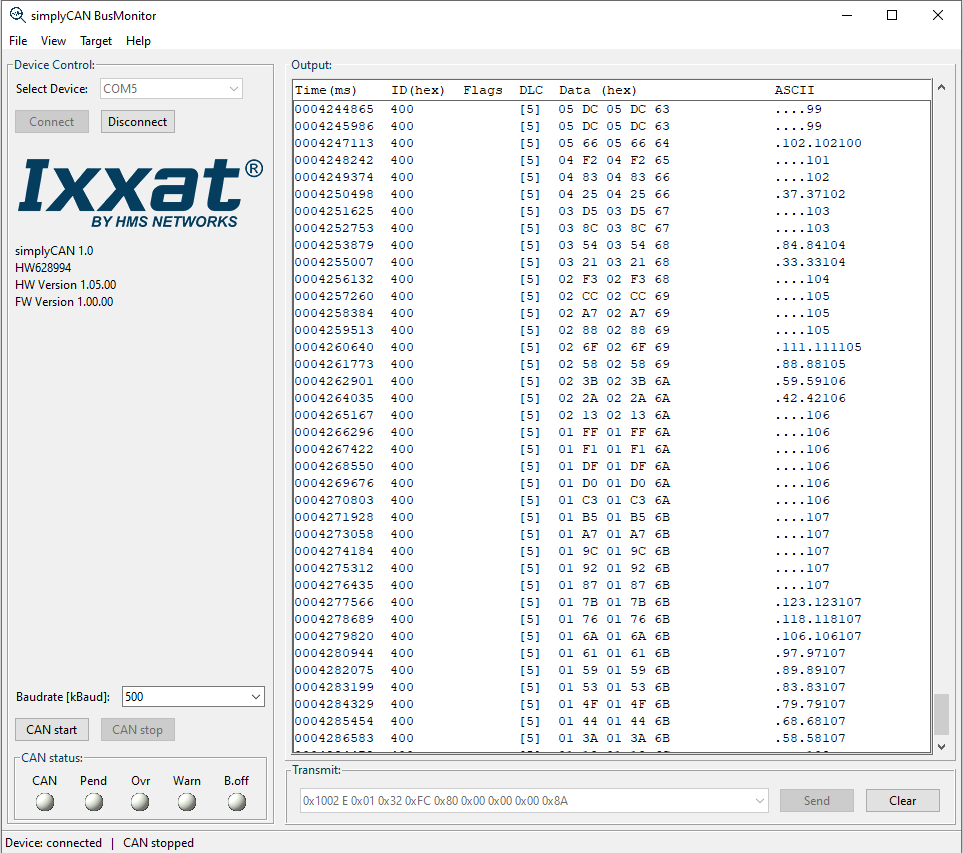 simplyCAN BusMonitor
File View Target Help
Device Control:
Select Device: COM5
Connect Disconnect
Ixxat®
BY HMS NETWORKS
simplyCAN 1.0
HW628994
HW Version 1.05.00
FW Version 1.00.00
Baudrate [kBaud]: 500
CAN start CAN stop
CAN status:
CAN Pend Ovr Warn B.off
Output:
Time(ms) ID(hex) Flags DLC Data (hex) ASCII
0004244865 400 [5] 05 DC 05 DC 63 ....99
0004245986 400 [5] 05 DC 05 DC 63 ....99
0004247113 400 [5] 05 66 05 66 64 .102.102100
0004248242 400 [5] 04 F2 04 F2 65 ....101
0004249374 400 [5] 04 83 04 83 66 ....102
0004250498 400 [5] 04 25 04 25 66 .37.37102
0004251625 400 [5] 03 D5 03 D5 67 ....103
0004252753 400 [5] 03 8C 03 8C 67 ....103
0004253879 400 [5] 03 54 03 54 68 .84.84104
0004255007 400 [5] 03 21 03 21 68 .33.33104
0004256132 400 [5] 02 F3 02 F3 68 ....104
0004257260 400 [5] 02 CC 02 CC 69 ....105
0004258384 400 [5] 02 A7 02 A7 69 ....105
0004259513 400 [5] 02 88 02 88 69 ....105
0004260640 400 [5] 02 6F 02 6F 69 .111.111105
0004261773 400 [5] 02 58 02 58 69 .88.88105
0004262901 400 [5] 02 3B 02 3B 6A .59.59106
0004264035 400 [5] 02 2A 02 2A 6A .42.42106
0004265167 400 [5] 02 13 02 13 6A ....106
0004266296 400 [5] 01 FF 01 FF 6A ....106
0004267422 400 [5] 01 F1 01 F1 6A ....106
0004268550 400 [5] 01 DF 01 DF 6A ....106
0004269676 400 [5] 01 D0 01 D0 6A ....106
0004270803 400 [5] 01 C3 01 C3 6A ....106
0004271928 400 [5] 01 B5 01 B5 6B ....107
0004273058 400 [5] 01 A7 01 A7 6B ....107
0004274184 400 [5] 01 9C 01 9C 6B ....107
0004275312 400 [5] 01 92 01 92 6B ....107
0004276435 400 [5] 01 87 01 87 6B ....107
0004277566 400 [5] 01 7B 01 7B 6B .123.123107
0004278689 400 [5] 01 76 01 76 6B .118.118107
0004279820 400 [5] 01 6A 01 6A 6B .106.106107
0004280944 400 [5] 01 61 01 61 6B .97.97107
0004282075 400 [5] 01 59 01 59 6B .89.89107
0004283199 400 [5] 01 53 01 53 6B .83.83107
0004284329 400 [5] 01 4F 01 4F 6B .79.79107
0004285454 400 [5] 01 44 01 44 6B .68.68107
0004286583 400 [5] 01 3A 01 3A 6B .58.58107
Transmit:
0x1002 E 0x01 0x32 0xFC 0x80 0x00 0x00 0x00 0x8A
Send Clear
Device: connected | CAN stopped